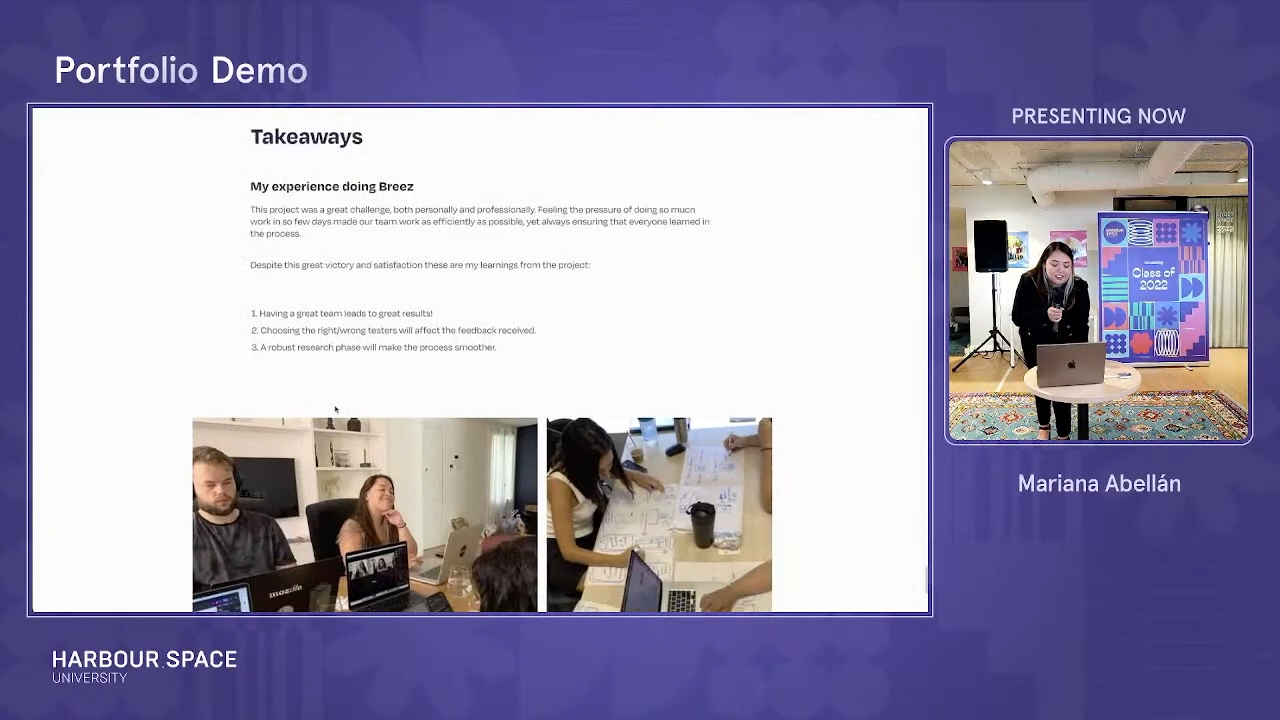 Portfolio Demo
PRESENTING NOW
Takeaways
My experience doing Breez
This project was a great challenge, both personally and professionally. Feeling the pressure of doing so much
work in so few days made our team work as efficiently as possible, yet always ensuring that everyone learned in
the process.
Despite this great victory and satisfaction these are my learnings from the project:
1. Having a great team leads to great results!
2. Choosing the right/wrong testers will affect the feedback received.
3. A robust research phase will make the process smoother.
moz://a
Class of
2022
Mariana Abellán
HARBOUR.SPACE
UNIVERSITY